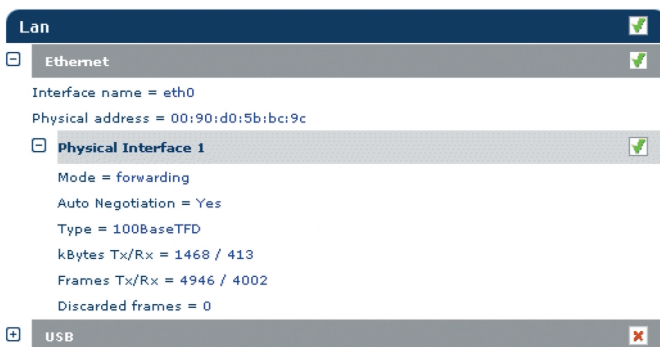 Lan
Ethernet
Interface name = eth0
Physical address = 00:90:d0:5b:bc:9c
Physical Interface 1
Mode = forwarding
Auto Negotiation = Yes
Type = 100BaseTFD
kBytes Tx/Rx = 1468 / 413
Frames Tx/Rx = 4946 / 4002
Discarded frames = 0
USB